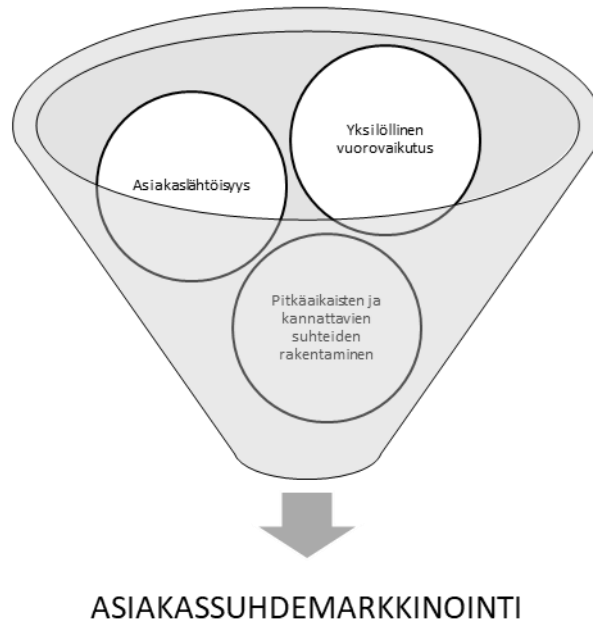 Yksilöllinen
vuorovaikutus
Asiakaslähtöisyys
Pitkäaikaisten ja
kannattavien
suhteiden
rakentaminen
ASIAKASSUHDEMARKKINOINTI